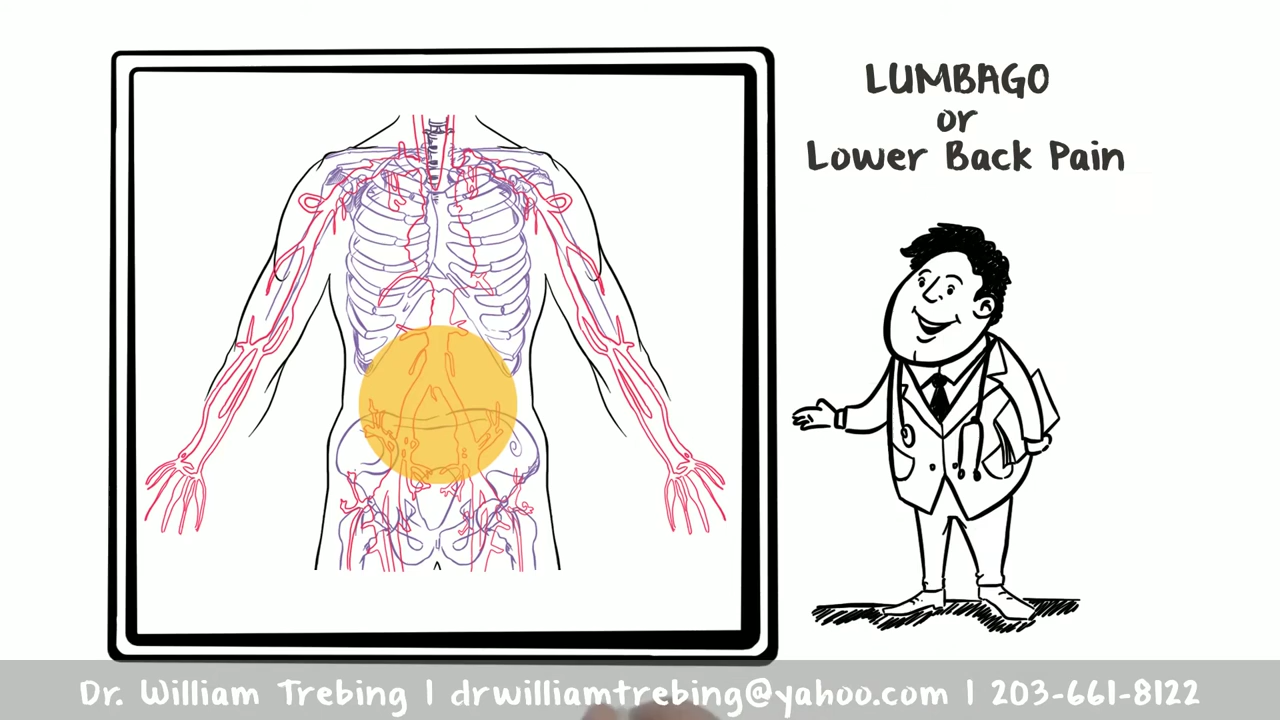 LUMBAGO
or
Lower Back Pain
Dr. William Trebing | drwilliamtrebing@yahoo.com | 203-661-8122